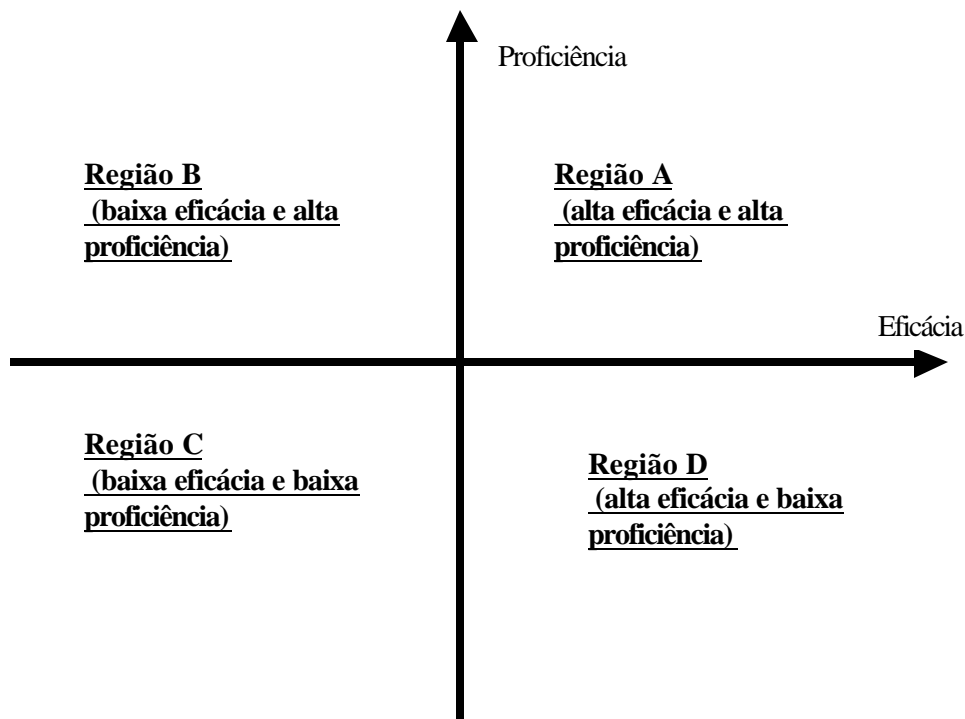 Proficiência
Região B
(baixa eficácia e alta
proficiência)
Região A
(alta eficácia e alta
proficiência)
Eficácia
Região C
(baixa eficácia e baixa
proficiência)
Região D
(alta eficácia e baixa
proficiência)